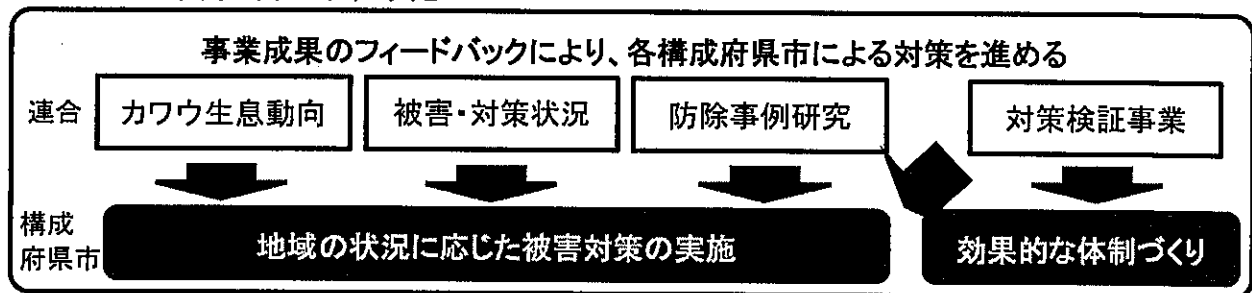 事業成果のフィードバックにより、各構成府県市による対策を進める
連合
カワウ生息動向
被害・対策状況
防除事例研究
対策検証事業
構成
府県市
地域の状況に応じた被害対策の実施
効果的な体制づくり